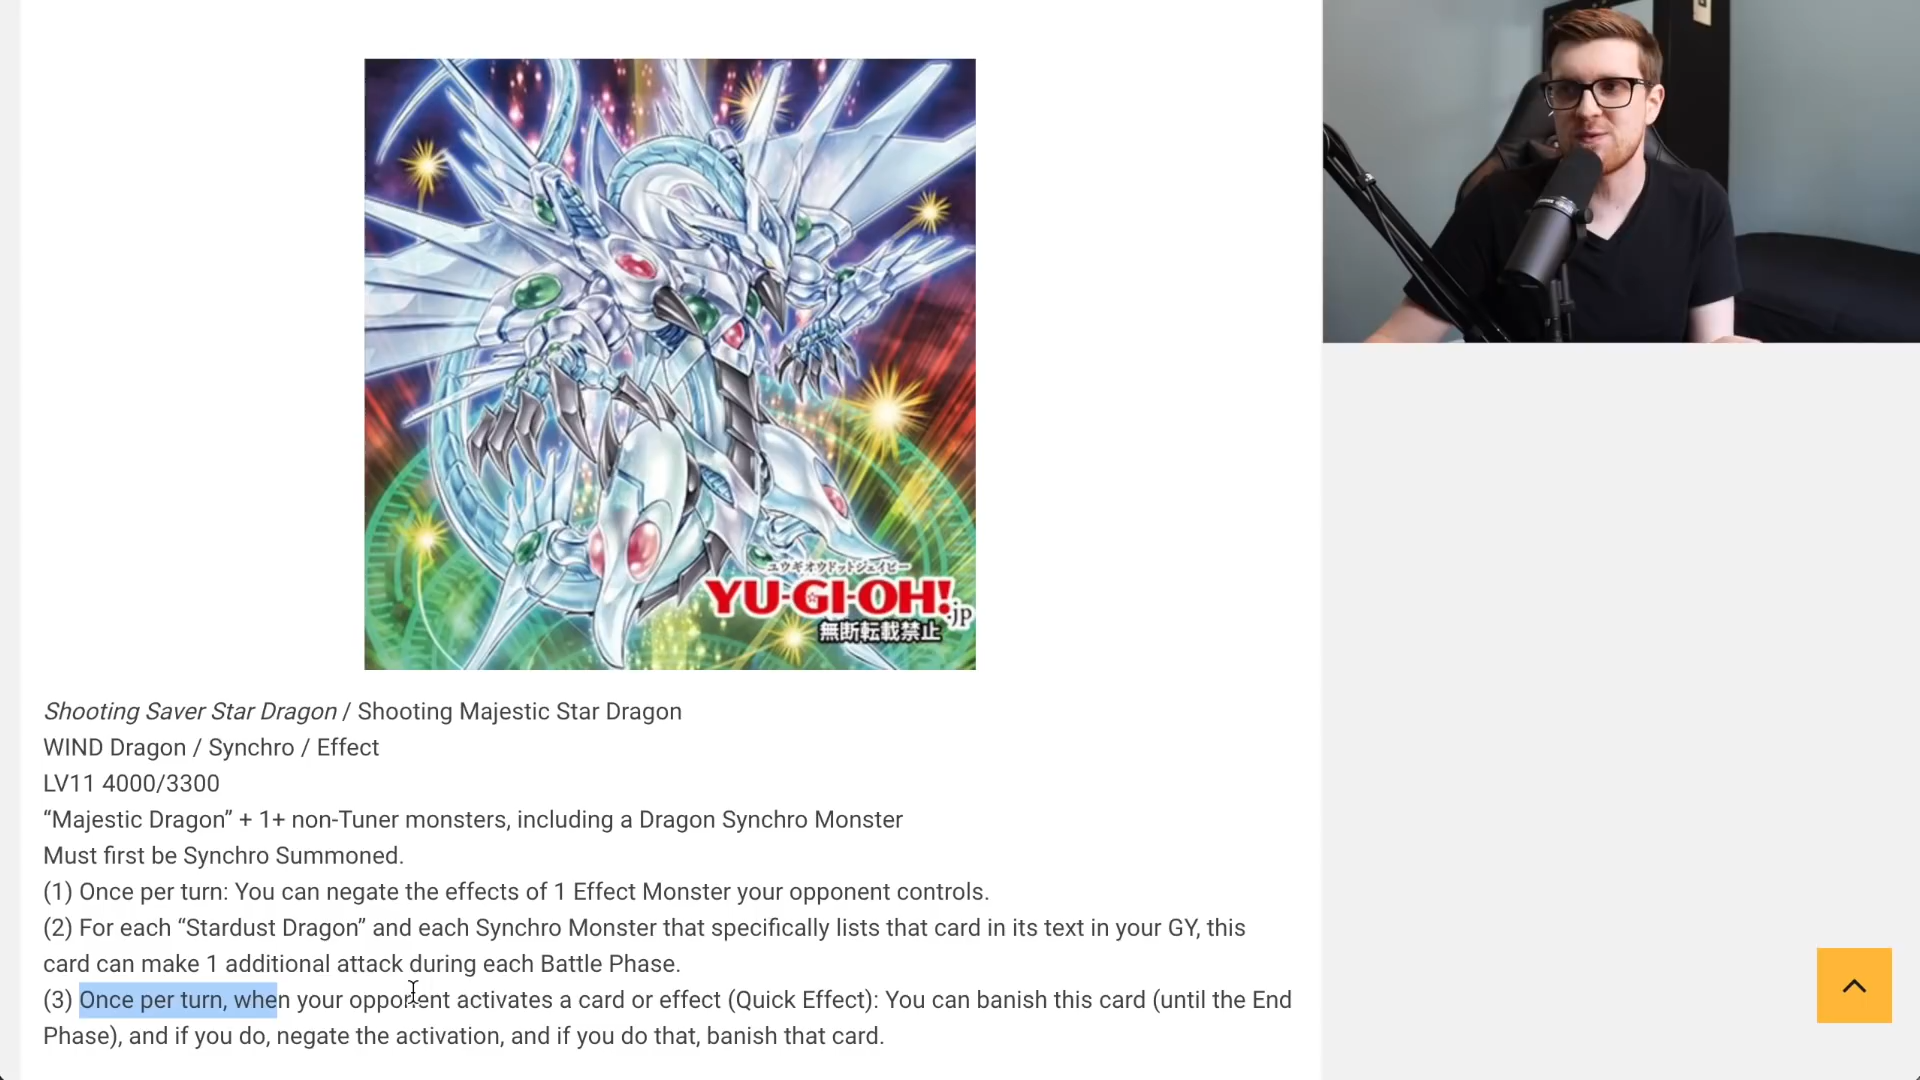 ユウギオウドットジェイピー
YU-GI-OH!.jp
無断転載禁止
Shooting Saver Star Dragon / Shooting Majestic Star Dragon
WIND Dragon / Synchro / Effect
LV11 4000/3300
“Majestic Dragon” + 1+ non-Tuner monsters, including a Dragon Synchro Monster
Must first be Synchro Summoned.
(1) Once per turn: You can negate the effects of 1 Effect Monster your opponent controls.
(2) For each “Stardust Dragon” and each Synchro Monster that specifically lists that card in its text in your GY, this
card can make 1 additional attack during each Battle Phase.
(3) Once per turn, when your opponent activates a card or effect (Quick Effect): You can banish this card (until the End
Phase), and if you do, negate the activation, and if you do that, banish that card.